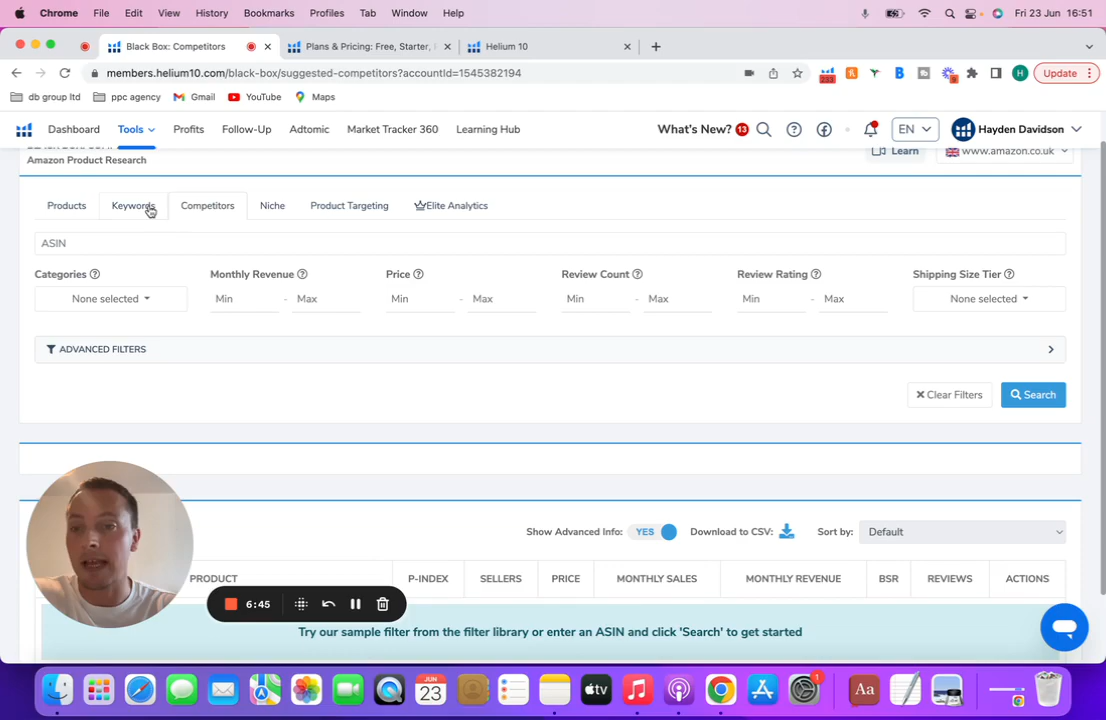 Chrome File Edit View History Bookmarks Profiles Tab Window Help Fri 23 Jun 16:51
Black Box: Competitors Plans & Pricing: Free, Starter, Helium 10
members.helium10.com/black-box/suggested-competitors?accountId=1545382194 233 3 H Update
db group ltd ppc agency Gmail YouTube Maps
Dashboard Tools Profits Follow-Up Adtomic Market Tracker 360 Learning Hub What's New? 13 EN Hayden Davidson
Amazon Product Research Learn www.amazon.co.uk
Products Keywords Competitors Niche Product Targeting Elite Analytics
ASIN
Categories Monthly Revenue Price Review Count Review Rating Shipping Size Tier
None selected Min - Max Min - Max Min - Max Min - Max None selected
ADVANCED FILTERS
Clear Filters Search
Show Advanced Info: YES Download to CSV: Sort by: Default
PRODUCT P-INDEX SELLERS PRICE MONTHLY SALES MONTHLY REVENUE BSR REVIEWS ACTIONS
6:45
Try our sample filter from the filter library or enter an ASIN and click 'Search' to get started
JUN
23
tv
Aa
1